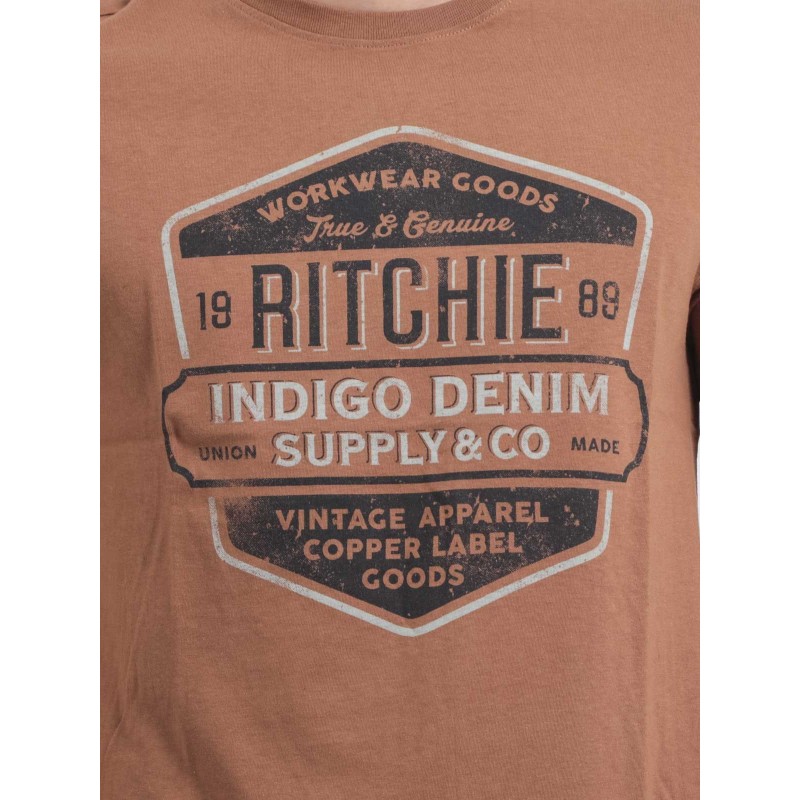 WORKWEAR GOODS
True & Genuine
19 RITCHIE 89
INDIGO DENIM
UNION SUPPLY & CO MADE
VINTAGE APPAREL
COPPER LABEL
GOODS